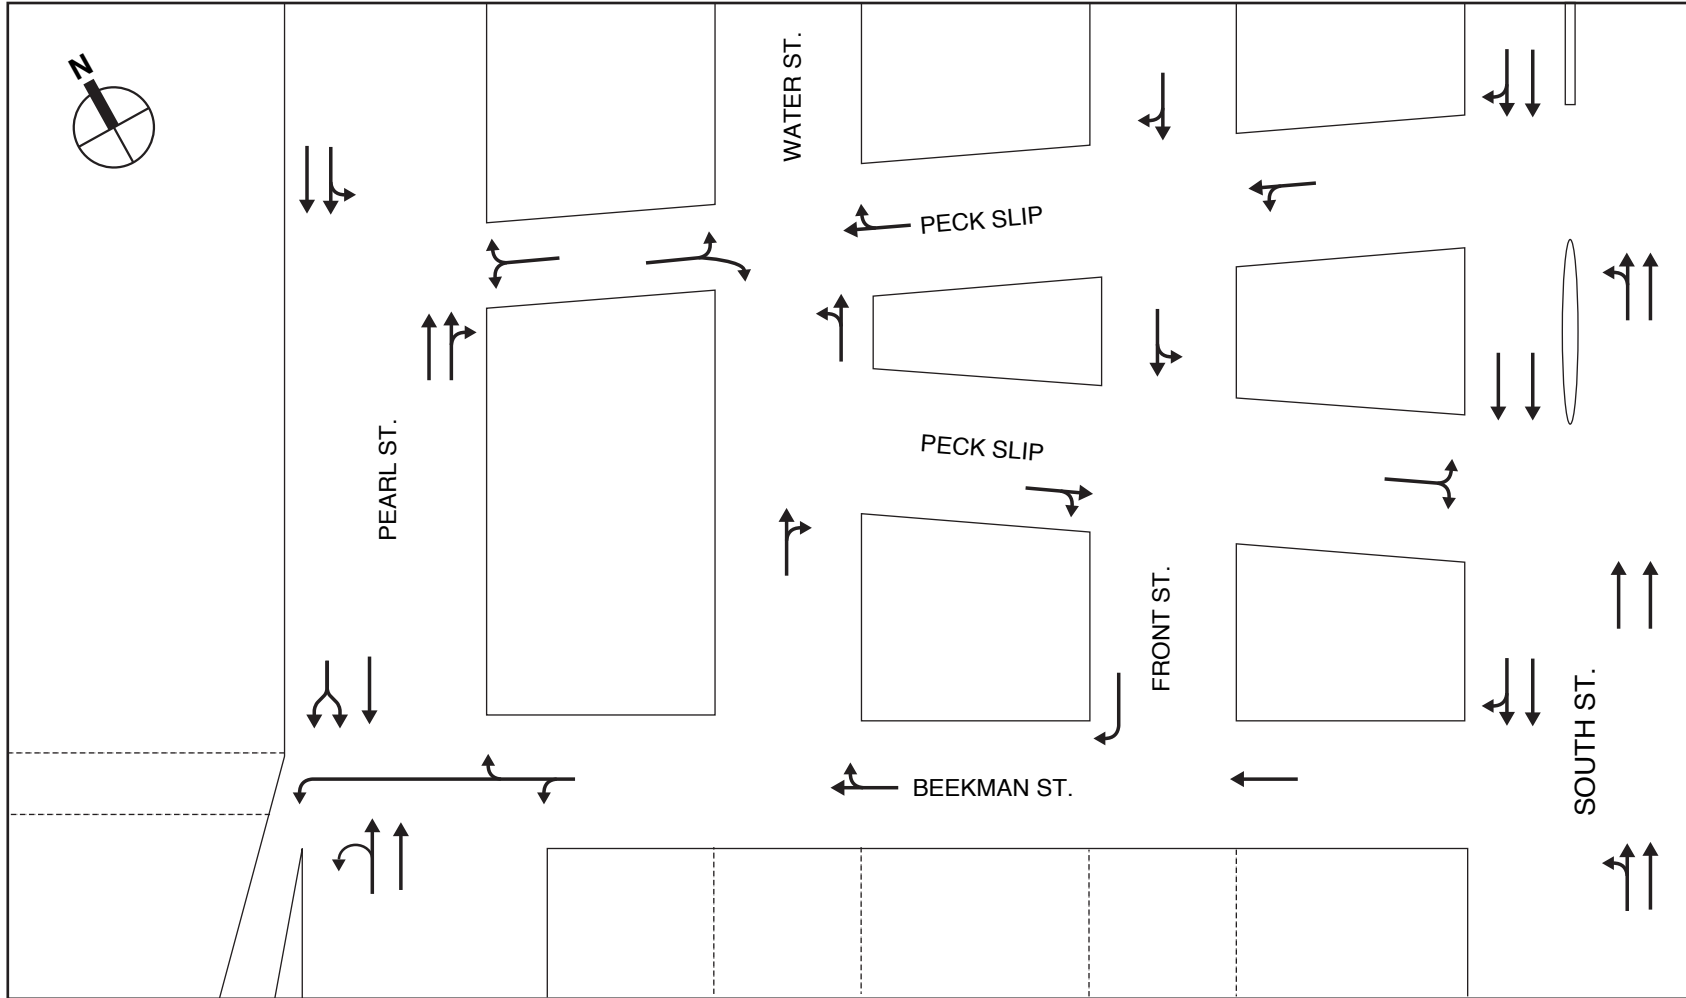 N
WATER ST.
PECK SLIP
PEARL ST.
PECK SLIP
FRONT ST.
SOUTH ST.
BEEKMAN ST.